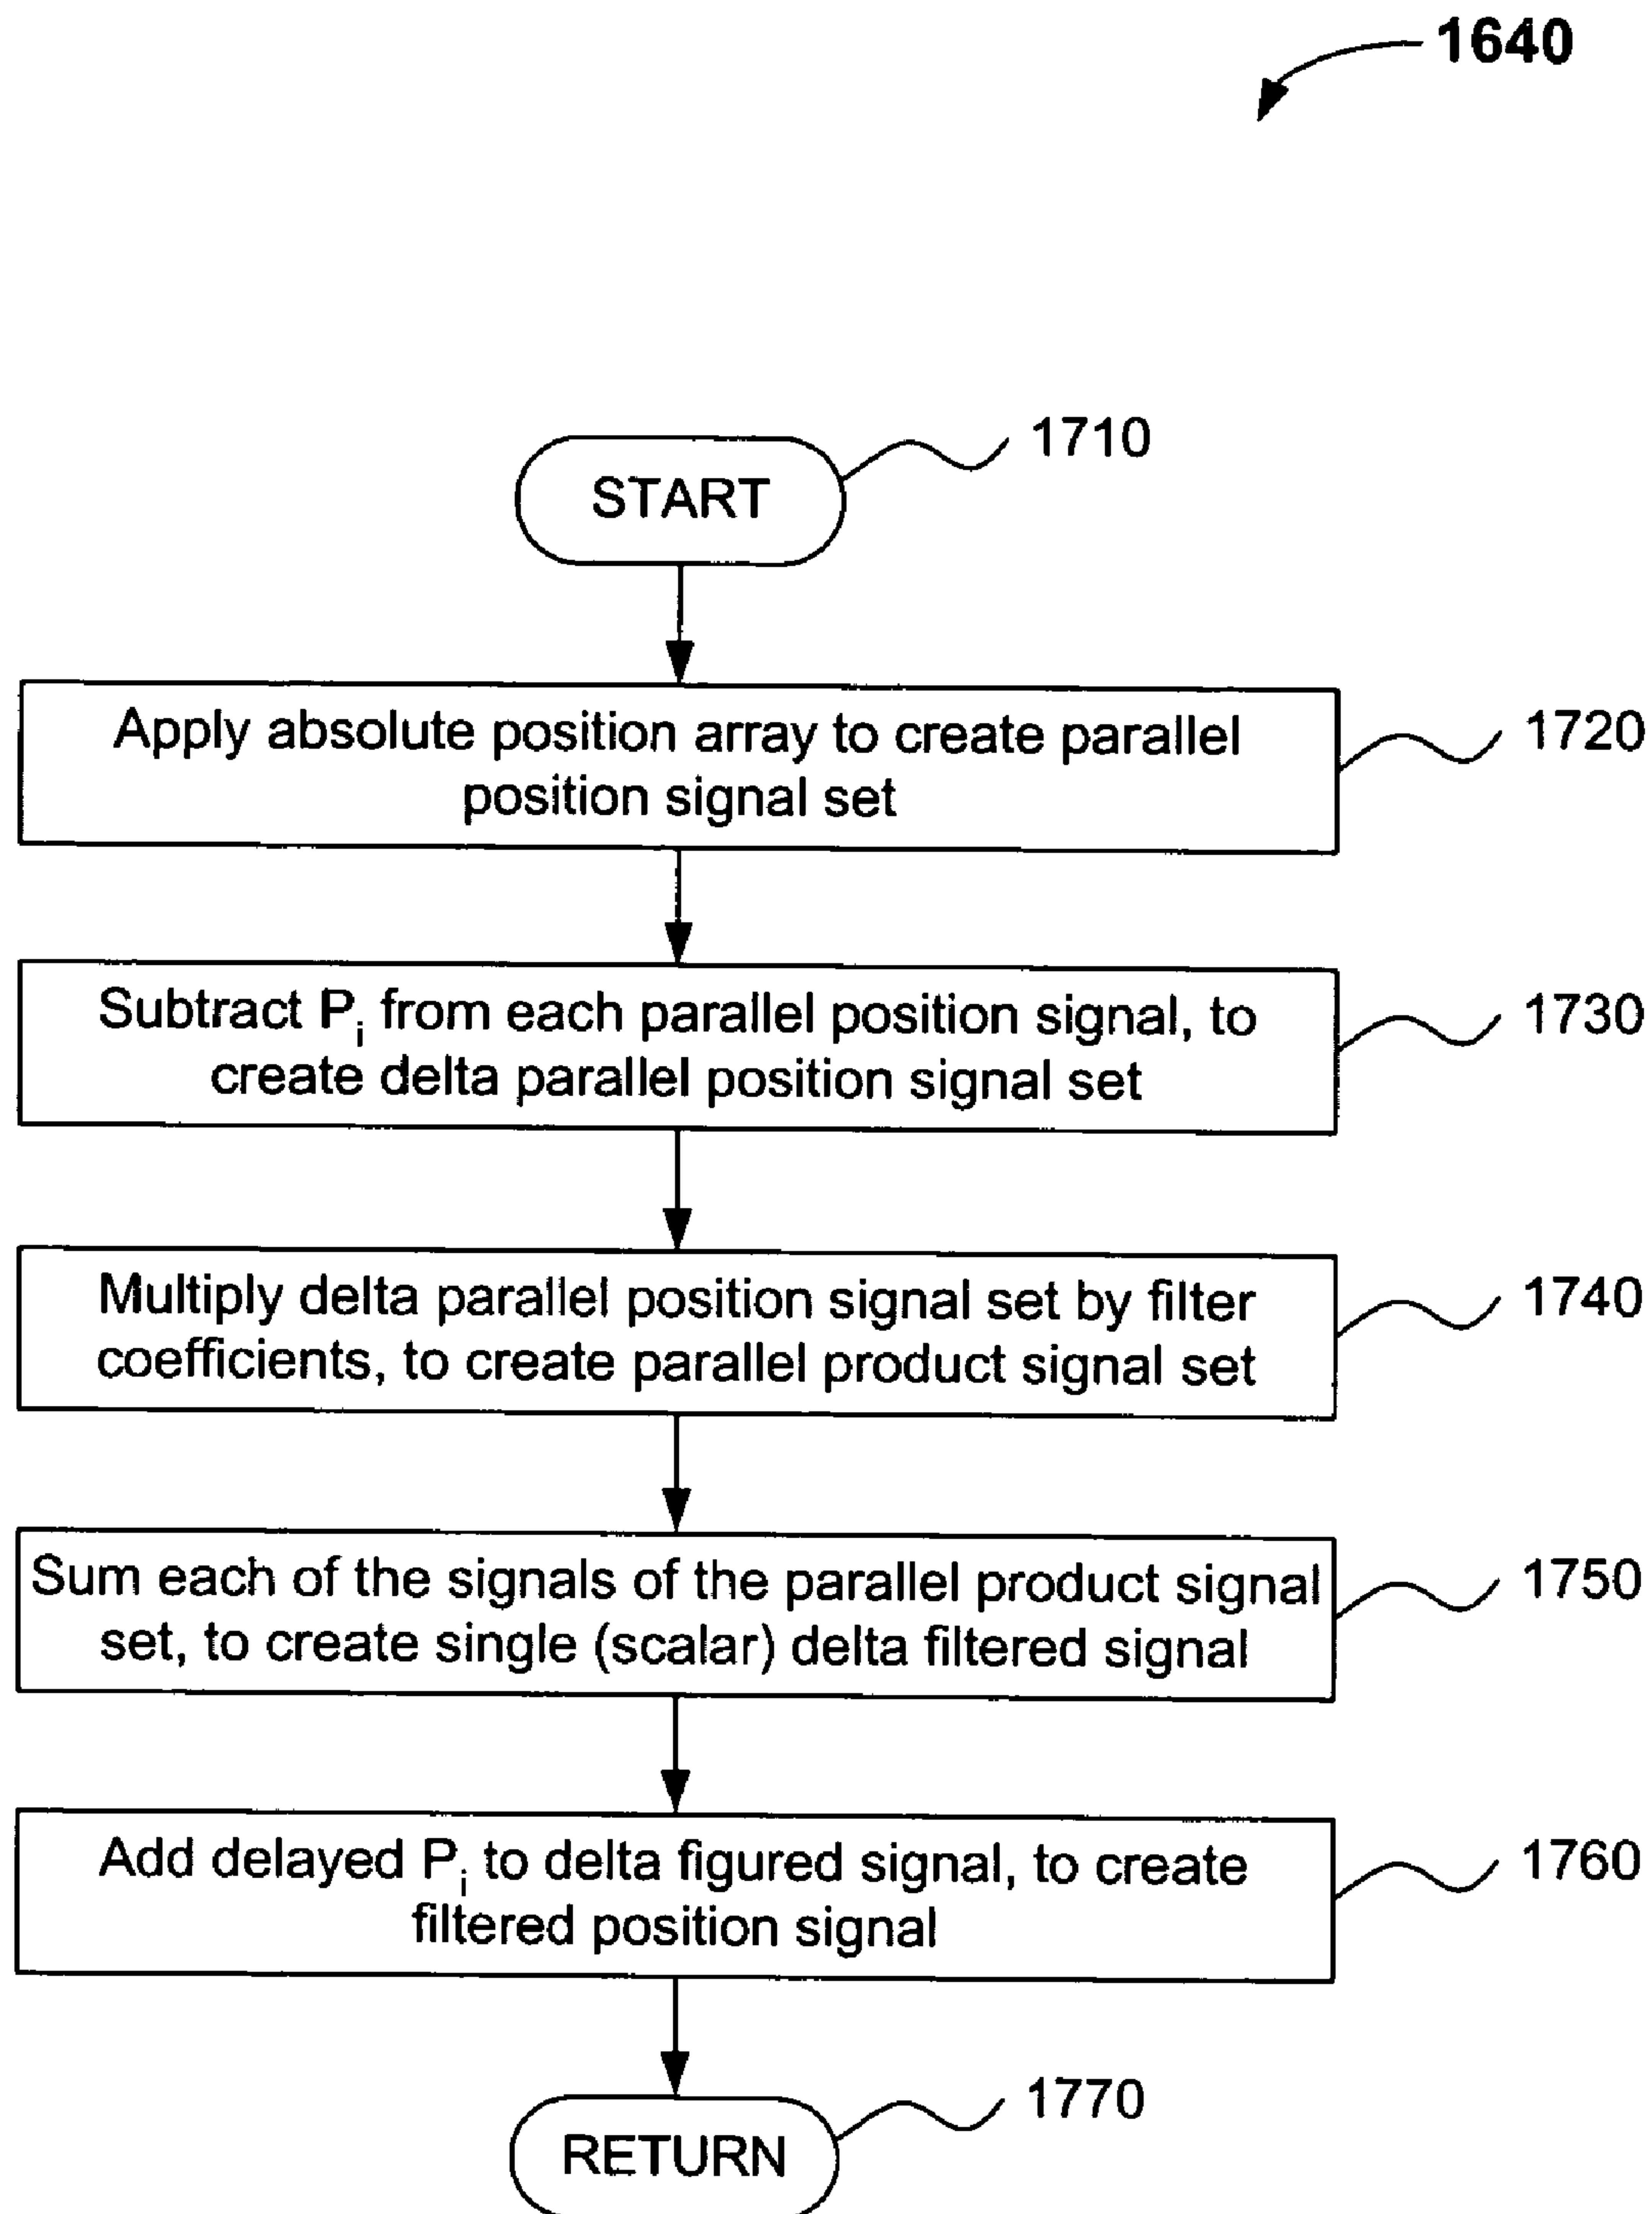 1640
1710
START
Apply absolute position array to create parallel
position signal set
1720
Subtract Pi from each parallel position signal, to
create delta parallel position signal set
1730
Multiply delta parallel position signal set by filter
coefficients, to create parallel product signal set
1740
Sum each of the signals of the parallel product signal
set, to create single (scalar) delta filtered signal
1750
Add delayed Pi to delta figured signal, to create
filtered position signal
1760
1770
RETURN